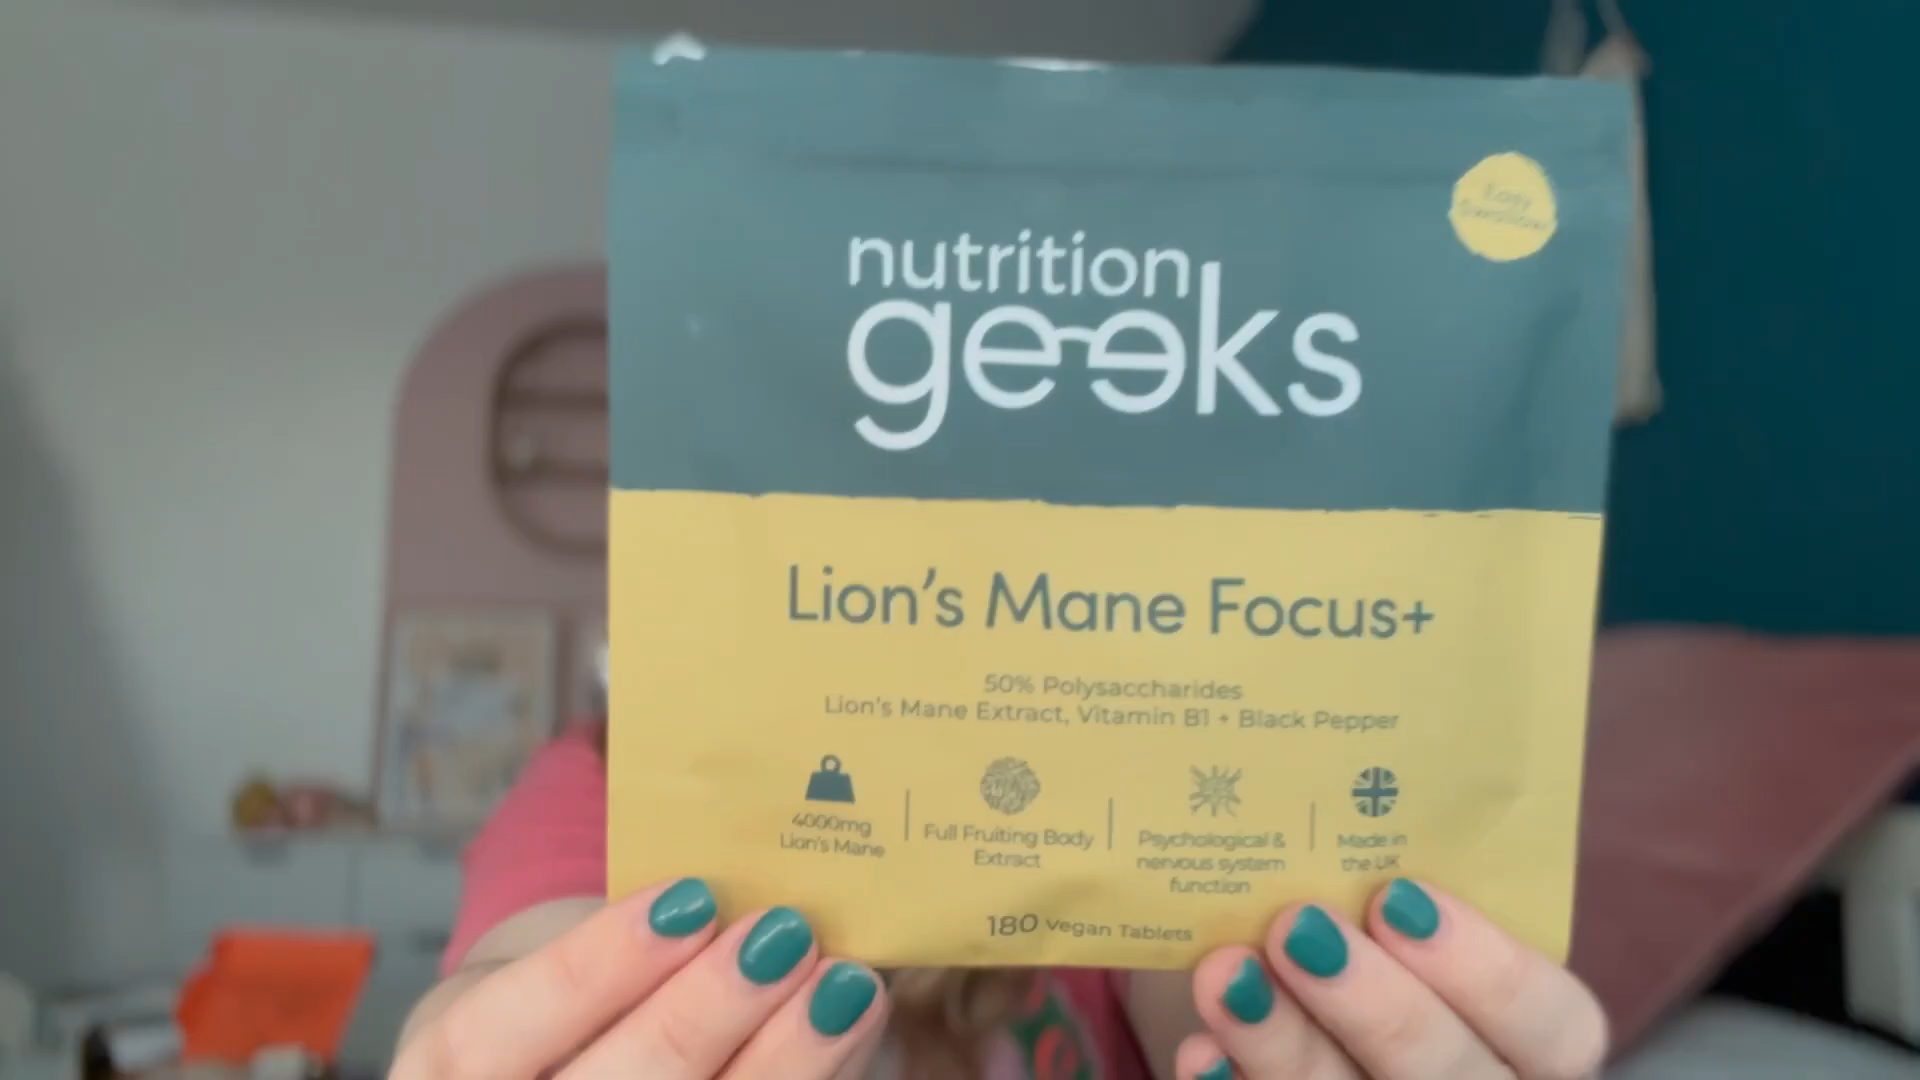 Easy
nutrition
geeks
Lion's Mane Focus+
50% Polysaccharides
Lion's Mane Extract, Vitamin B1 + Black Pepper
4000mg
Lion's Mane
Full Fruiting Body
Extract
Psychological &
nervous system
function
Made in
the UK
180 Vegan Tablets